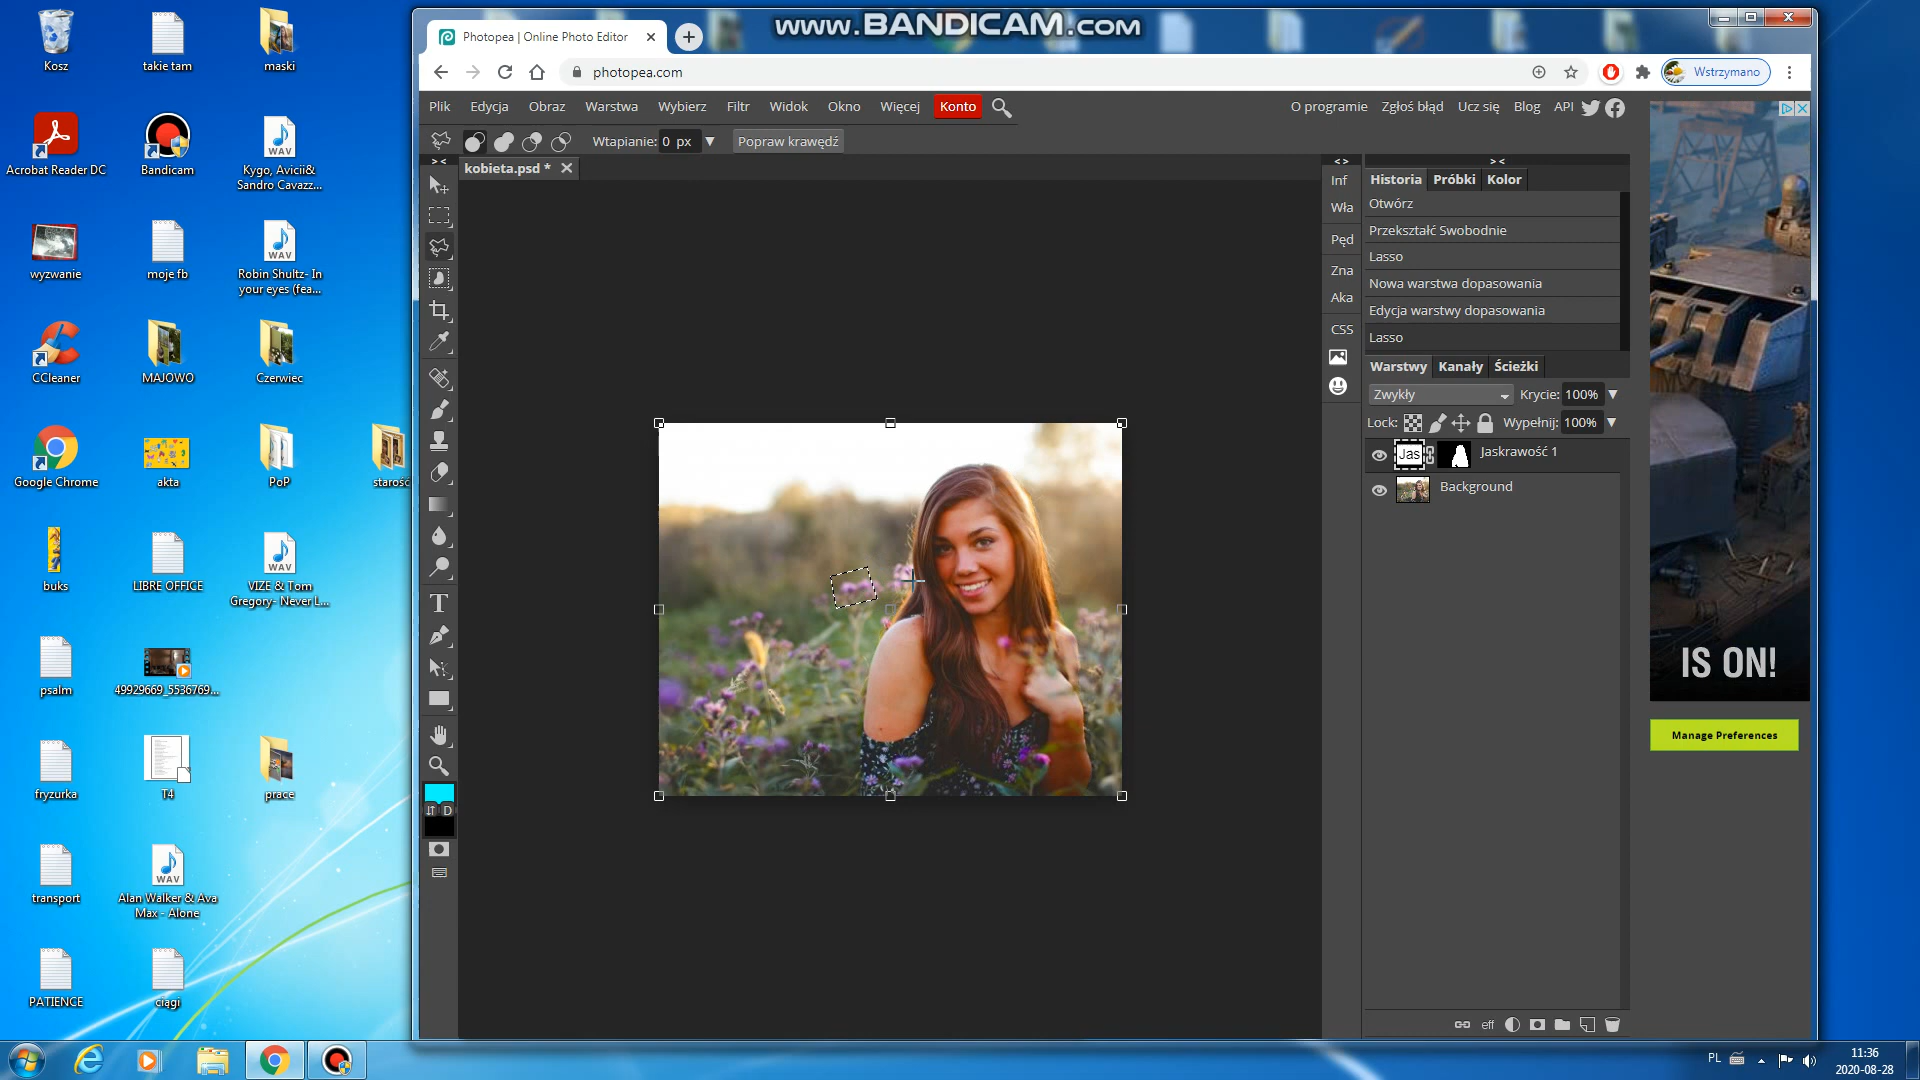 www.BANDICAM.com
Kosz
takie tam
maski
Acrobat Reader DC
Bandicam
Kygo, Avicii&
Sandro Cavazz...
WAV
wyzwanie
moje fb
Robin Shultz- In
your eyes (fea...
WAV
CCleaner
MAJOWO
Czerwiec
Google Chrome
akta
PoP
starosc
buks
LIBRE OFFICE
VIZE & Tom
Gregory- Never L...
WAV
psalm
49929669_5536769...
fryzurka
T4
prace
transport
Alan Walker & Ava
Max - Alone
WAV
PATIENCE
ciągi
Photopea | Online Photo Editor
photopea.com
Wstrzymano
Plik Edycja Obraz Warstwa Wybierz Filtr Widok Okno Więcej Konto
O programie Zgłoś błąd Ucz się Blog API
Wtapianie: 0 px
Popraw krawędź
kobieta.psd *
Inf
Wła
Pęd
Zna
Aka
CSS
Historia Próbki Kolor
Otwórz
Przekształć Swobodnie
Lasso
Nowa warstwa dopasowania
Edycja warstwy dopasowania
Lasso
Warstwy Kanały Ścieżki
Zwykły
Krycie: 100%
Lock:
Wypełnij: 100%
Jas
Jaskrawość 1
Background
D
eff
IS ON!
Manage Preferences
PL
11:36
2020-08-28